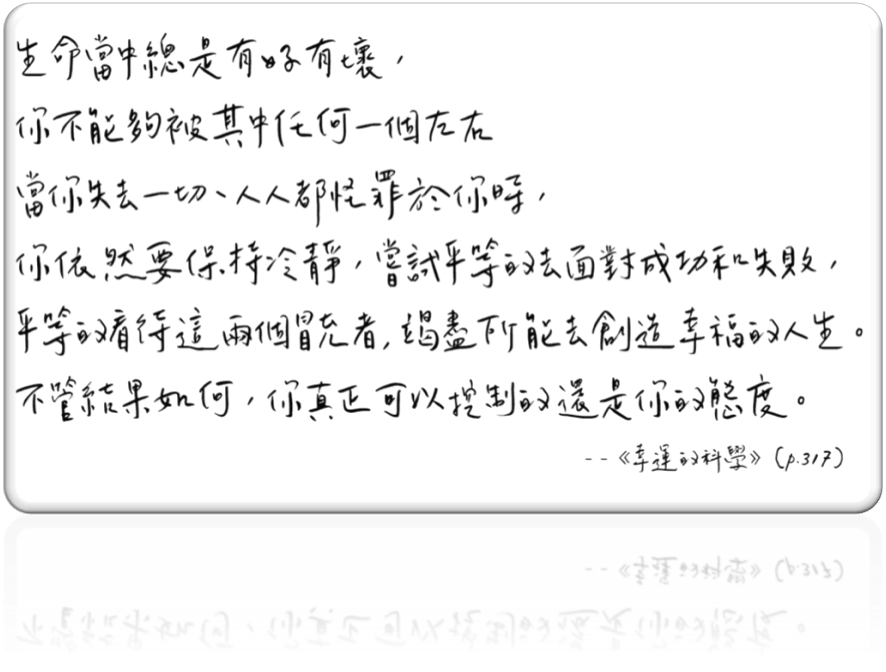 生命當中總是有好有壞，
你不能夠被其中任何一個左右
當你失去一切、人人都怪罪於你時，
你依然要保持冷靜，嘗試平等的去面對成功和失敗，
平等的看待這兩個冒充者，竭盡所能去創造幸福的人生。
不管結果如何，你真正可以控制的還是你的態度。
--《幸運的科學》(p.317)